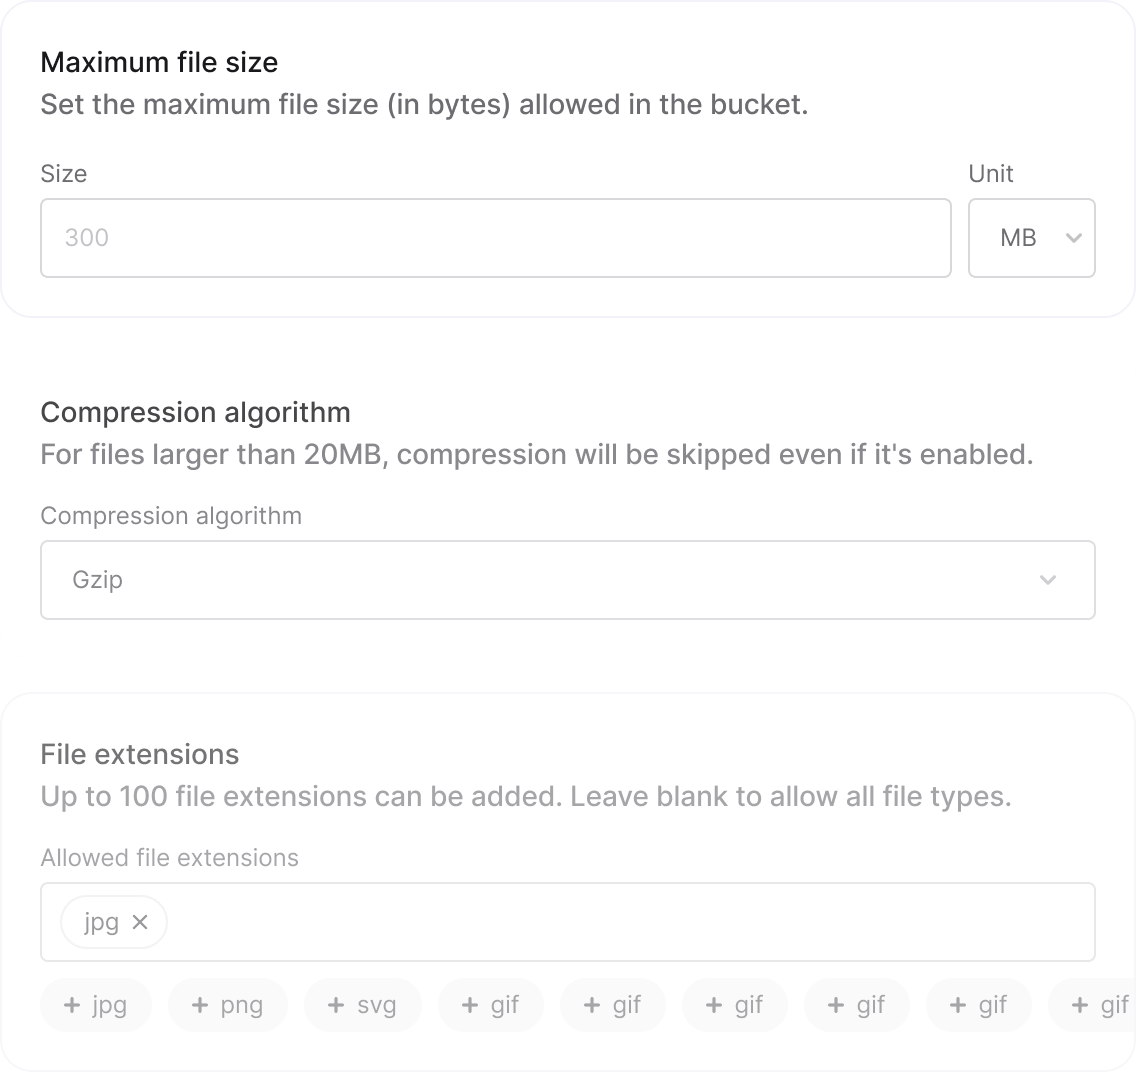 Maximum file size
Set the maximum file size (in bytes) allowed in the bucket.
Size Unit
300 MB
Compression algorithm
For files larger than 20MB, compression will be skipped even if it's enabled.
Compression algorithm
Gzip
File extensions
Up to 100 file extensions can be added. Leave blank to allow all file types.
Allowed file extensions
jpg ×
+ jpg + png + svg + gif + gif + gif + gif + gif + gif